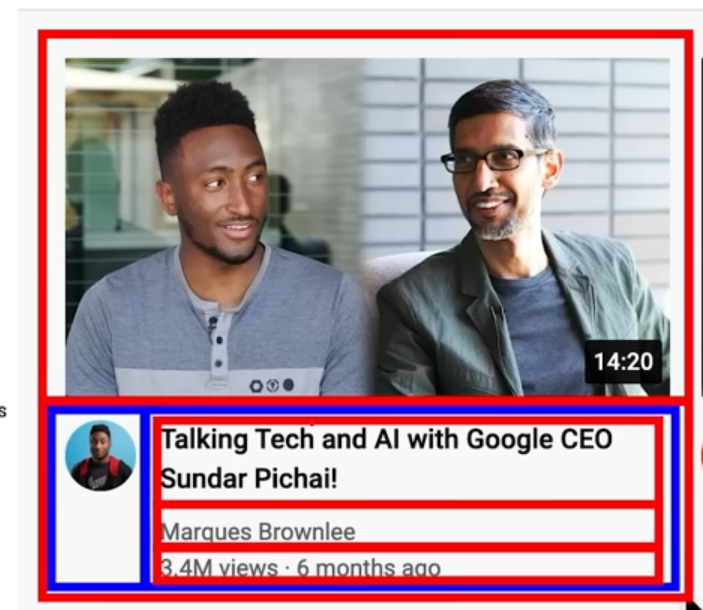 14:20
s
Talking Tech and AI with Google CEO
Sundar Pichai!
Marques Brownlee
3.4M views · 6 months ago